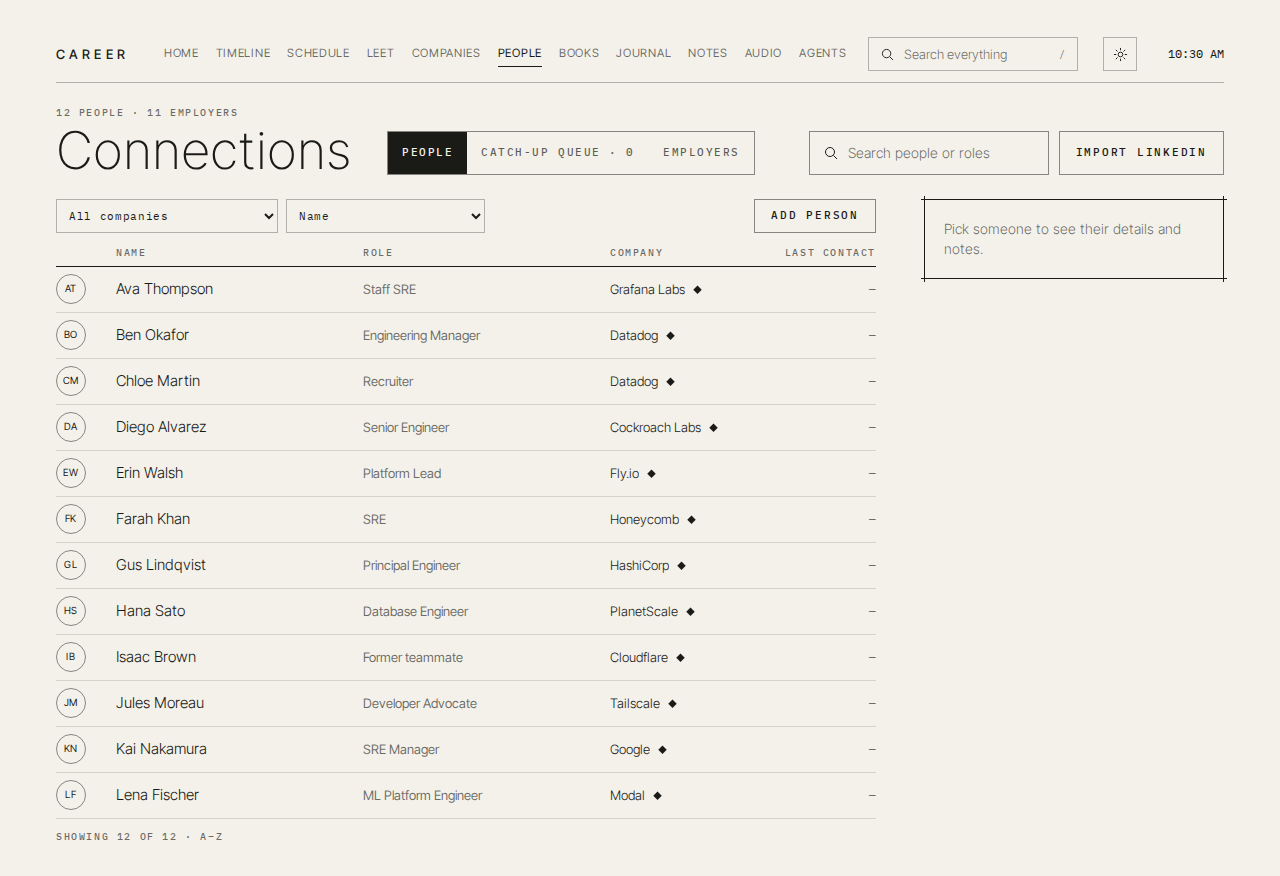 CAREER HOME TIMELINE SCHEDULE LEET COMPANIES PEOPLE BOOKS JOURNAL NOTES AUDIO AGENTS Search everything / 10:30 AM
12 PEOPLE · 11 EMPLOYERS
Connections PEOPLE CATCH-UP QUEUE · 0 EMPLOYERS Search people or roles IMPORT LINKEDIN
All companies Name ADD PERSON
Pick someone to see their details and
notes.
NAME ROLE COMPANY LAST CONTACT
AT Ava Thompson Staff SRE Grafana Labs ◆ –
BO Ben Okafor Engineering Manager Datadog ◆ –
CM Chloe Martin Recruiter Datadog ◆ –
DA Diego Alvarez Senior Engineer Cockroach Labs ◆ –
EW Erin Walsh Platform Lead Fly.io ◆ –
FK Farah Khan SRE Honeycomb ◆ –
GL Gus Lindqvist Principal Engineer HashiCorp ◆ –
HS Hana Sato Database Engineer PlanetScale ◆ –
IB Isaac Brown Former teammate Cloudflare ◆ –
JM Jules Moreau Developer Advocate Tailscale ◆ –
KN Kai Nakamura SRE Manager Google ◆ –
LF Lena Fischer ML Platform Engineer Modal ◆ –
SHOWING 12 OF 12 · A–Z